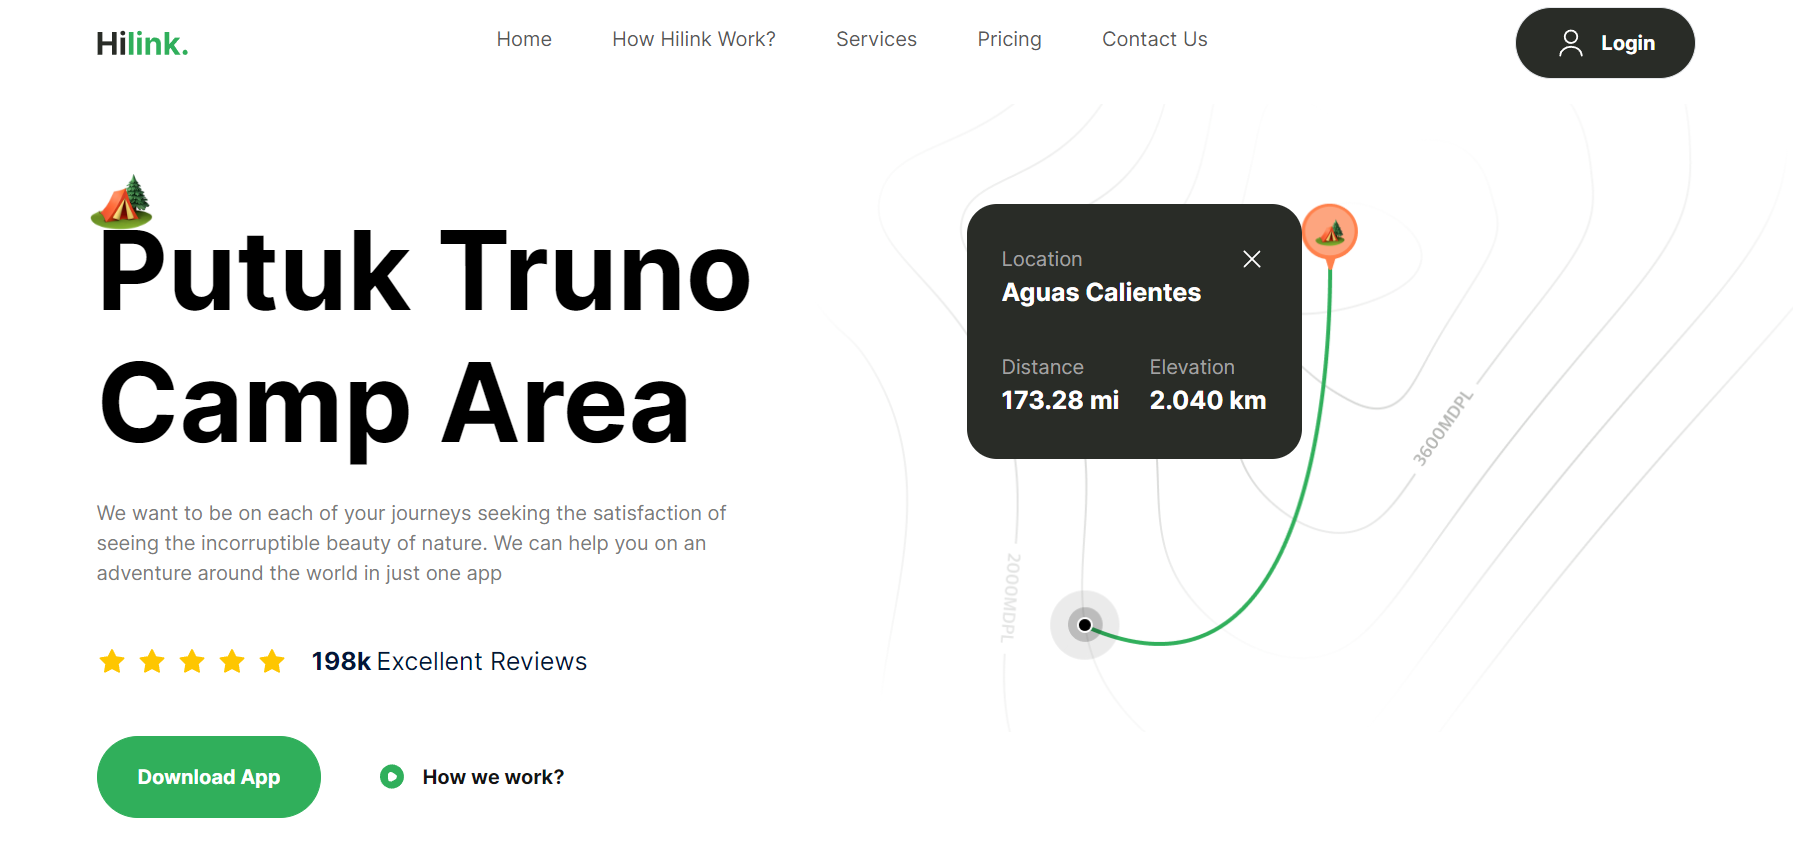 Hilink.
Home
How Hilink Work?
Services
Pricing
Contact Us
Login
Putuk Truno
Camp Area
We want to be on each of your journeys seeking the satisfaction of
seeing the incorruptible beauty of nature. We can help you on an
adventure around the world in just one app
198k Excellent Reviews
Download App
How we work?
Location
Aguas Calientes
Distance
Elevation
173.28 mi
2.040 km
3600MDPL
2000MDPL